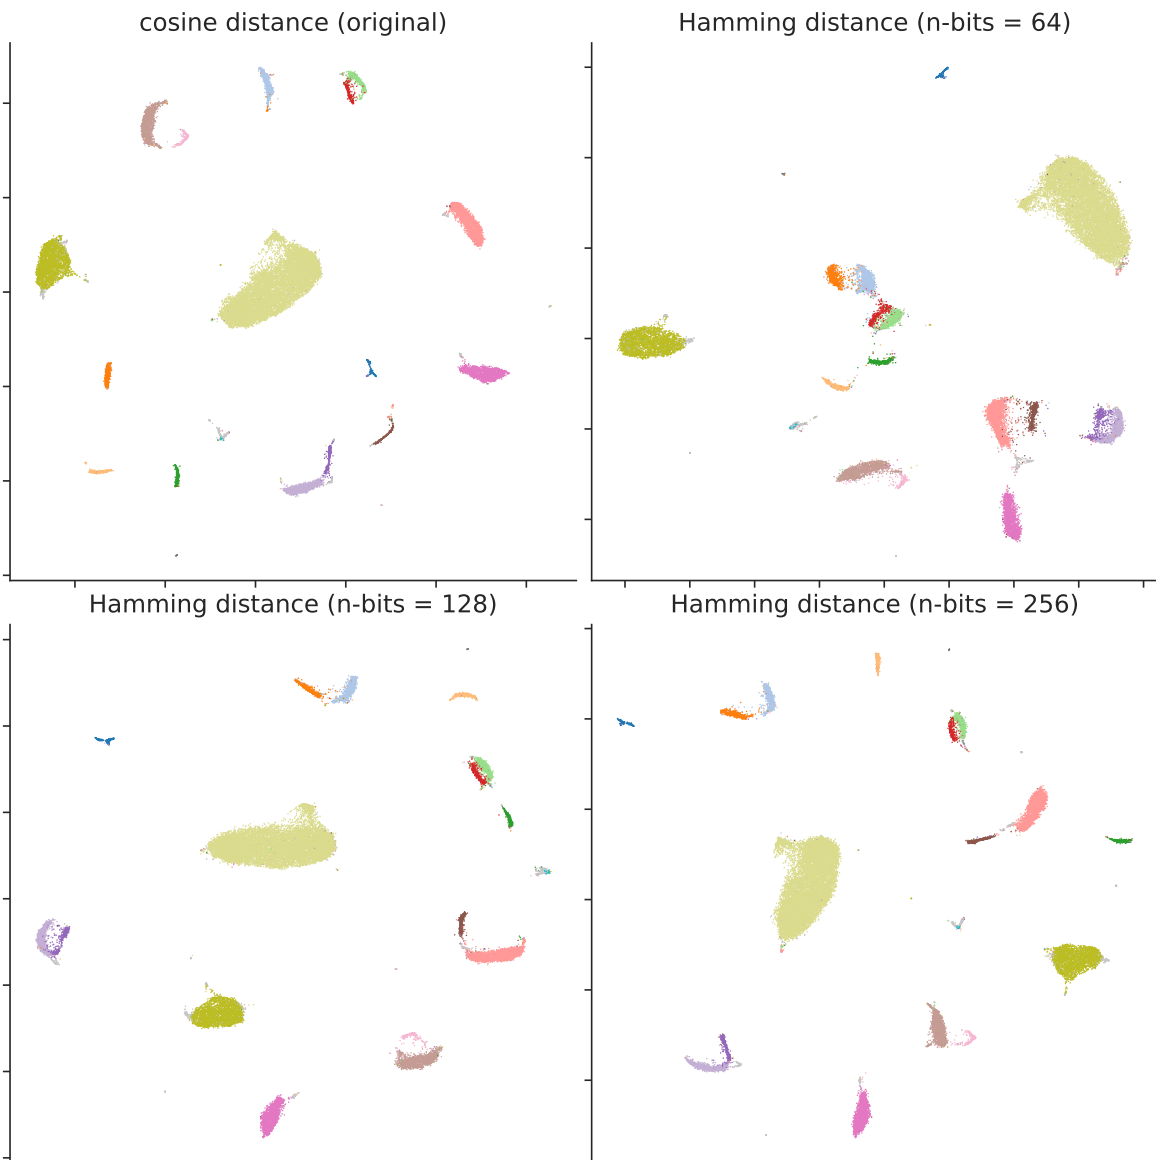 cosine distance (original)
Hamming distance (n-bits = 64)
Hamming distance (n-bits = 128)
Hamming distance (n-bits = 256)